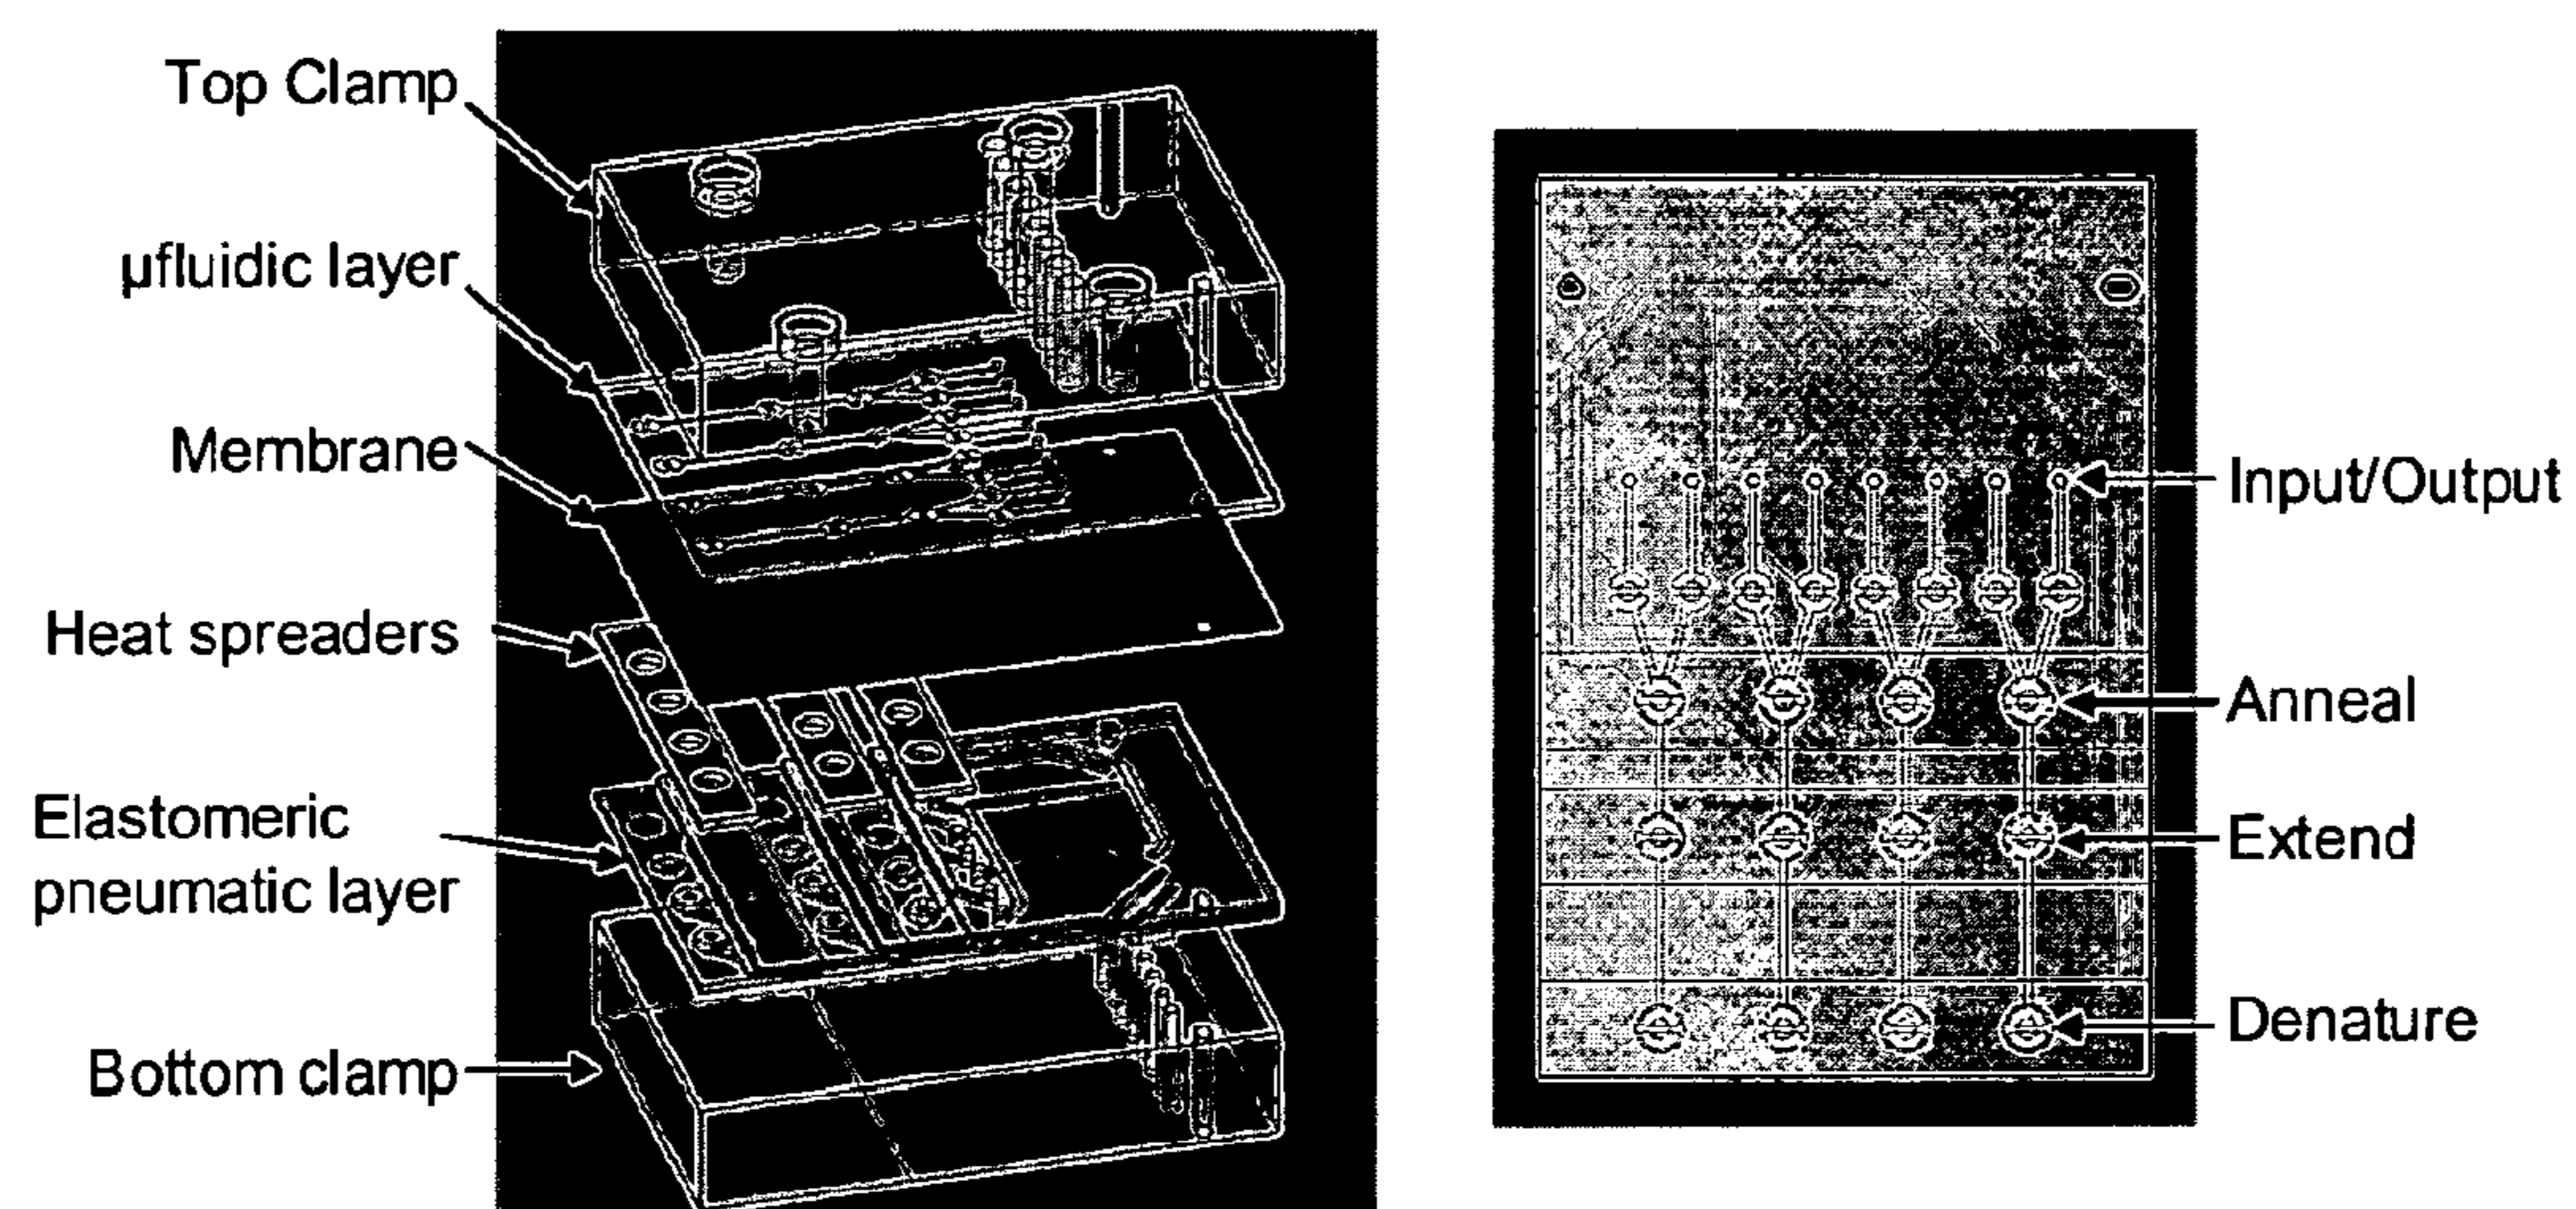 Top Clamp
µfluidic layer
Membrane
Heat spreaders
Elastomeric
pneumatic layer
Bottom clamp
Input/Output
Anneal
Extend
Denature